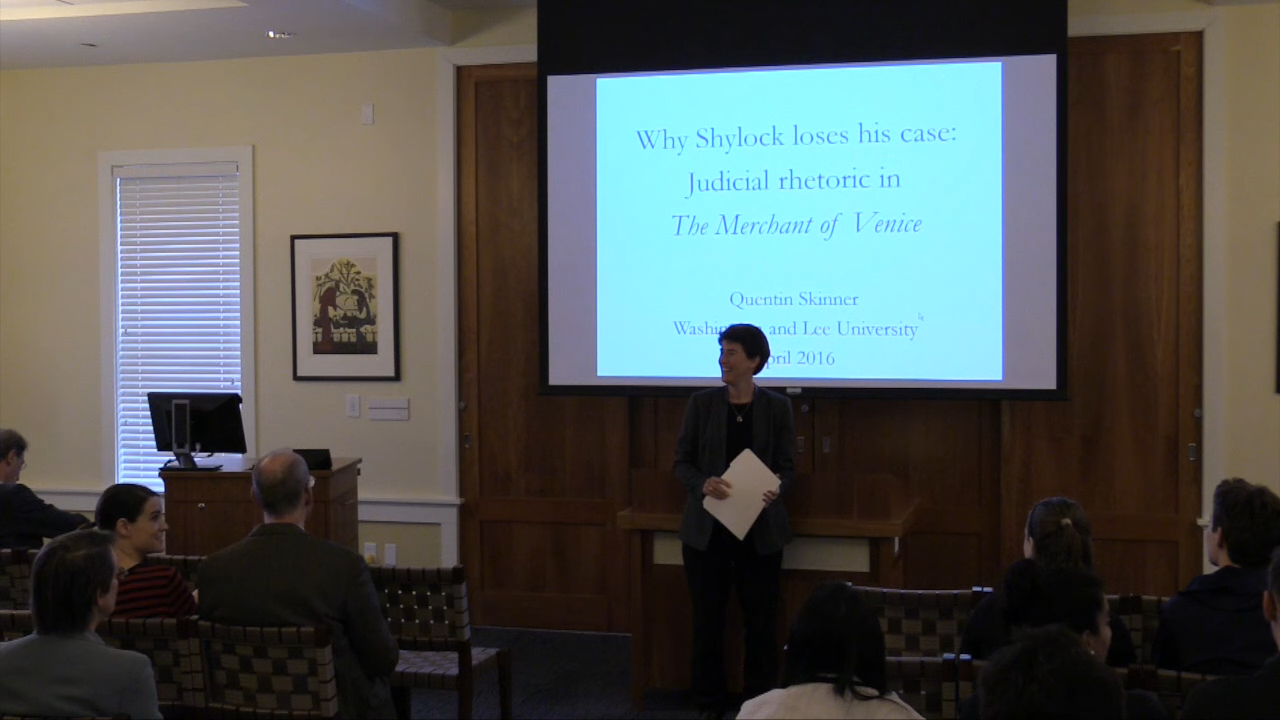 Why Shylock loses his case:
Judicial rhetoric in
The Merchant of Venice
Quentin Skinner
and Lee University
2016